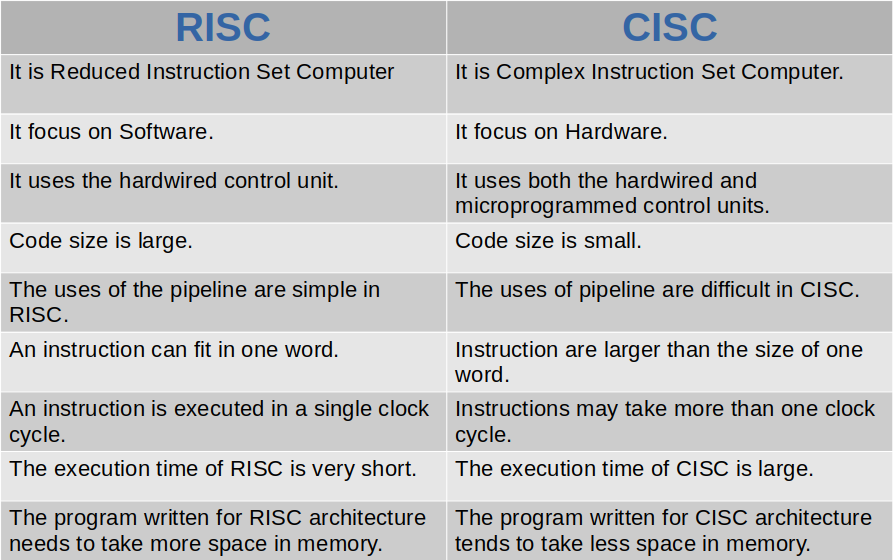 RISC
CISC
It is Reduced Instruction Set Computer
It is Complex Instruction Set Computer.
It focus on Software.
It focus on Hardware.
It uses the hardwired control unit.
It uses both the hardwired and
microprogrammed control units.
Code size is large.
Code size is small.
The uses of the pipeline are simple in
RISC.
The uses of pipeline are difficult in CISC.
An instruction can fit in one word.
Instruction are larger than the size of one
word.
An instruction is executed in a single clock
cycle.
Instructions may take more than one clock
cycle.
The execution time of RISC is very short.
The execution time of CISC is large.
The program written for RISC architecture
needs to take more space in memory.
The program written for CISC architecture
tends to take less space in memory.